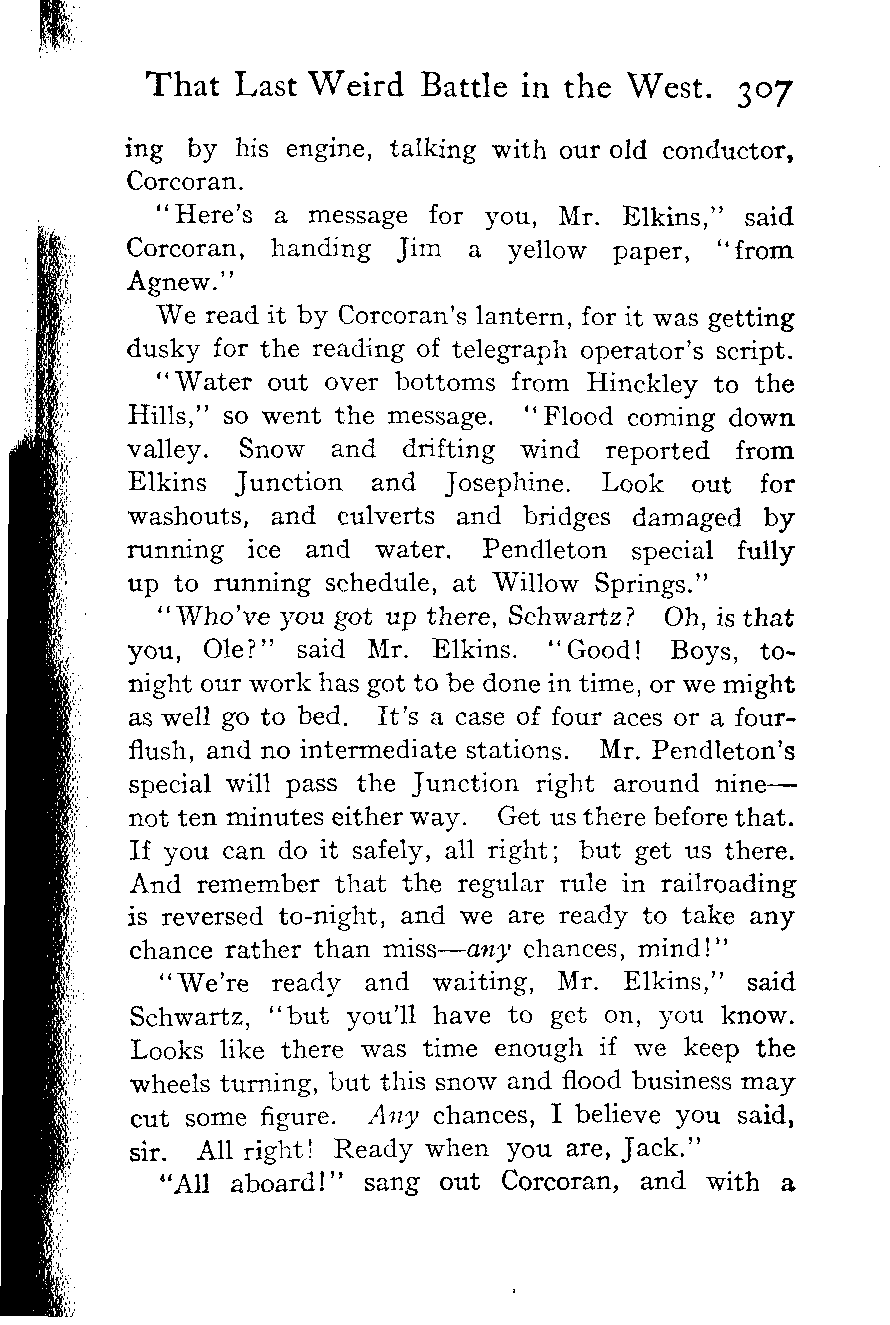 That Last Weird Battle in the West. 307
ing by his engine, talking with our old conductor,
Corcoran.
"Here's a message for you, Mr. Elkins," said
Corcoran, handing Jim a yellow paper, "from
Agnew."
We read it by Corcoran's lantern, for it was getting
dusky for the reading of telegraph operator's script.
"Water out over bottoms from Hinckley to the
Hills," so went the message. "Flood coming down
valley. Snow and drifting wind reported from
Elkins Junction and Josephine. Look out for
washouts, and culverts and bridges damaged by
running ice and water. Pendleton special fully
up to running schedule, at Willow Springs."
"Who've you got up there, Schwartz? Oh, is that
you, Ole?" said Mr. Elkins. "Good! Boys, to-
night our work has got to be done in time, or we might
as well go to bed. It's a case of four aces or a four-
flush, and no intermediate stations. Mr. Pendleton's
special will pass the Junction right around nine—
not ten minutes either way. Get us there before that.
If you can do it safely, all right; but get us there.
And remember that the regular rule in railroading
is reversed to-night, and we are ready to take any
chance rather than miss—any chances, mind!"
"We're ready and waiting, Mr. Elkins," said
Schwartz, "but you'll have to get on, you know.
Looks like there was time enough if we keep the
wheels turning, but this snow and flood business may
cut some figure. Any chances, I believe you said,
sir. All right! Ready when you are, Jack."
"All aboard!" sang out Corcoran, and with a